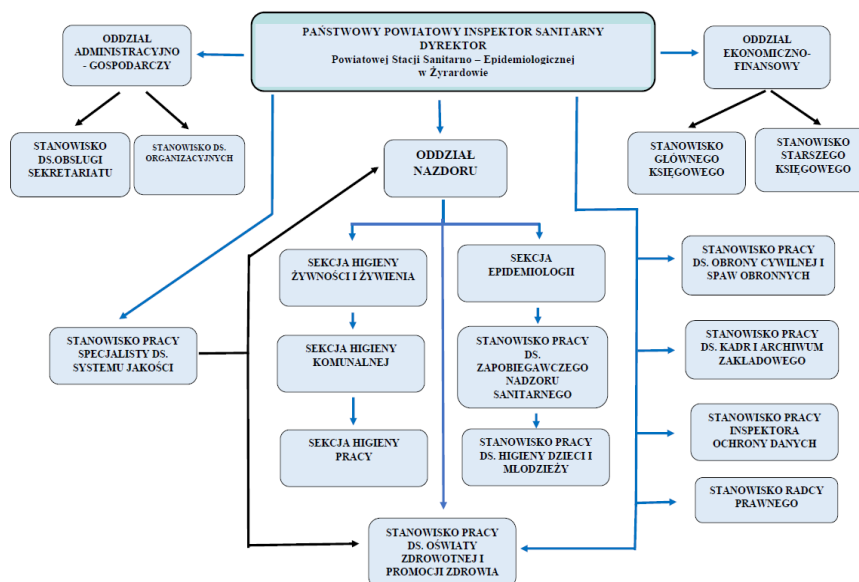 PAŃSTWOWY POWIATOWY INSPEKTOR SANITARNY
DYREKTOR
Powiatowej Stacji Sanitarno – Epidemiologicznej
w Żyrardowie
ODDZIAŁ
ADMINISTRACYJNO
- GOSPODARCZY
ODDZIAŁ
EKONOMICZNO-
FINANSOWY
STANOWISKO
DS.OBSŁUGI
SEKRETARIATU
STANOWISKO DS.
ORGANIZACYJNYCH
ODDZIAŁ
NAZDORU
STANOWISKO
GŁÓWNEGO
KSIĘGOWEGO
STANOWISKO
STARSZEGO
KSIĘGOWEGO
SEKCJA HIGIENY
ŻYWNOŚCI I ŻYWIENIA
SEKCJA
EPIDEMIOLOGII
STANOWISKO PRACY
DS. OBRONY CYWILNEJ I
SPAW OBRONNYCH
STANOWISKO PRACY
SPECJALISTY DS.
SYSTEMU JAKOŚCI
SEKCJA HIGIENY
KOMUNALNEJ
STANOWISKO PRACY
DS.
ZAPOBIEGAWCZEGO
NADZORU
SANITARNEGO
STANOWISKO PRACY
DS. KADR I ARCHIWUM
ZAKŁADOWEGO
SEKCJA HIGIENY
PRACY
STANOWISKO PRACY
DS. HIGIENY DZIECI I
MŁODZIEŻY
STANOWISKO PRACY
INSPEKTORA
OCHRONY DANYCH
STANOWISKO RADCY
PRAWNEGO
STANOWISKO PRACY
DS. OŚWIATY
ZDROWOTNEJ I
PROMOCJI ZDROWIA